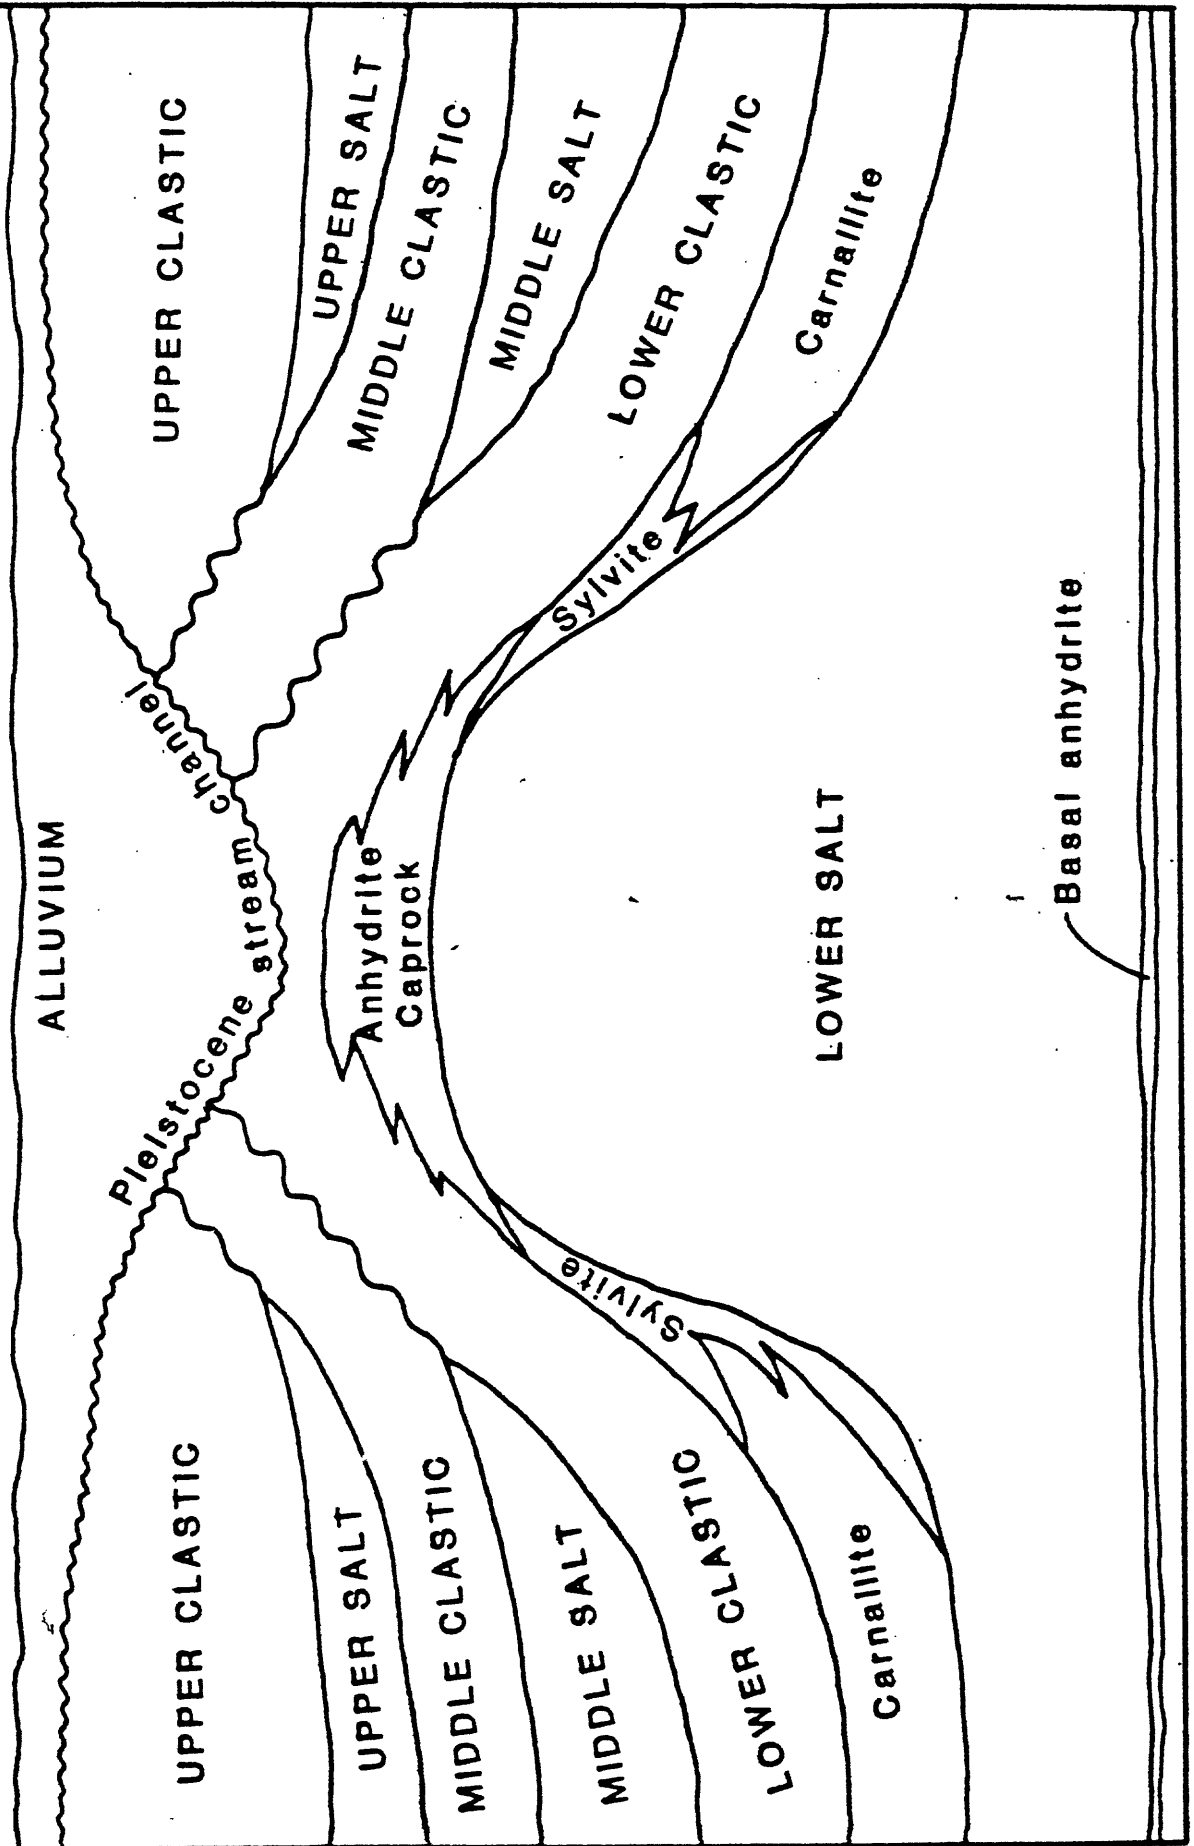 ALLUVIUM
Pleistocene stream channel
UPPER CLASTIC
UPPER CLASTIC
UPPER SALT
UPPER SALT
MIDDLE CLASTIC
MIDDLE CLASTIC
Anhydrite
Caprock
MIDDLE SALT
MIDDLE SALT
Sylvite
Sylvite
LOWER CLASTIC
LOWER CLASTIC
Carnallite
Carnallite
LOWER SALT
Basal anhydrite